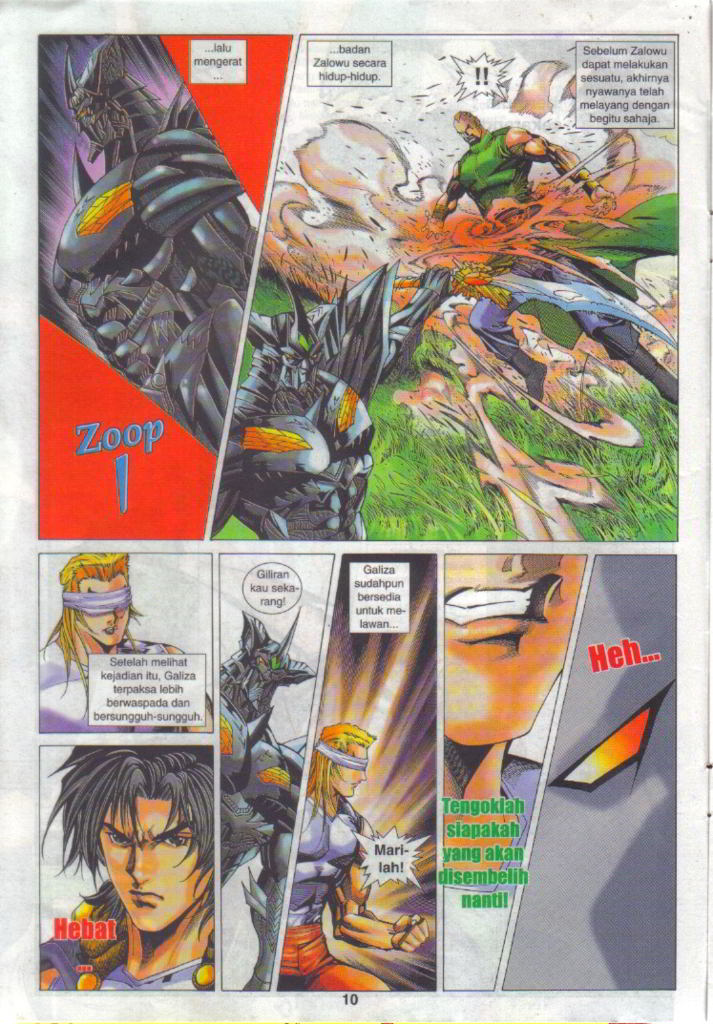 ...lalu
mengerat
...
...badan
Zalowu secara
hidup-hidup.
!!
Sebelum Zalowu
dapat melakukan
sesuatu, akhirnya
nyawanya telah
melayang dengan
begitu sahaja.
Zoop
!
Setelah melihat
kejadian itu, Galiza
terpaksa lebih
berwaspada dan
bersungguh-sungguh.
Giliran
kau seka-
rang!
Galiza
sudahpun
bersedia
untuk me-
lawan...
Heh...
Hebat
...
Mari-
lah!
Tengoklah
siapakah
yang akan
disembelih
nanti!
10